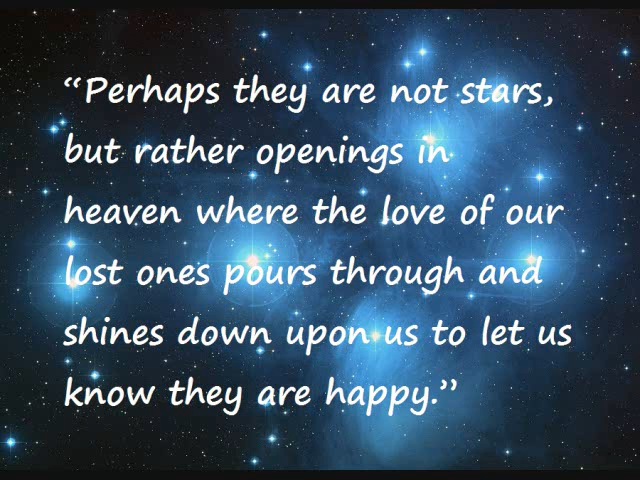 “Perhaps they are not stars,
but rather openings in
heaven where the love of our
lost ones pours through and
shines down upon us to let us
know they are happy.”